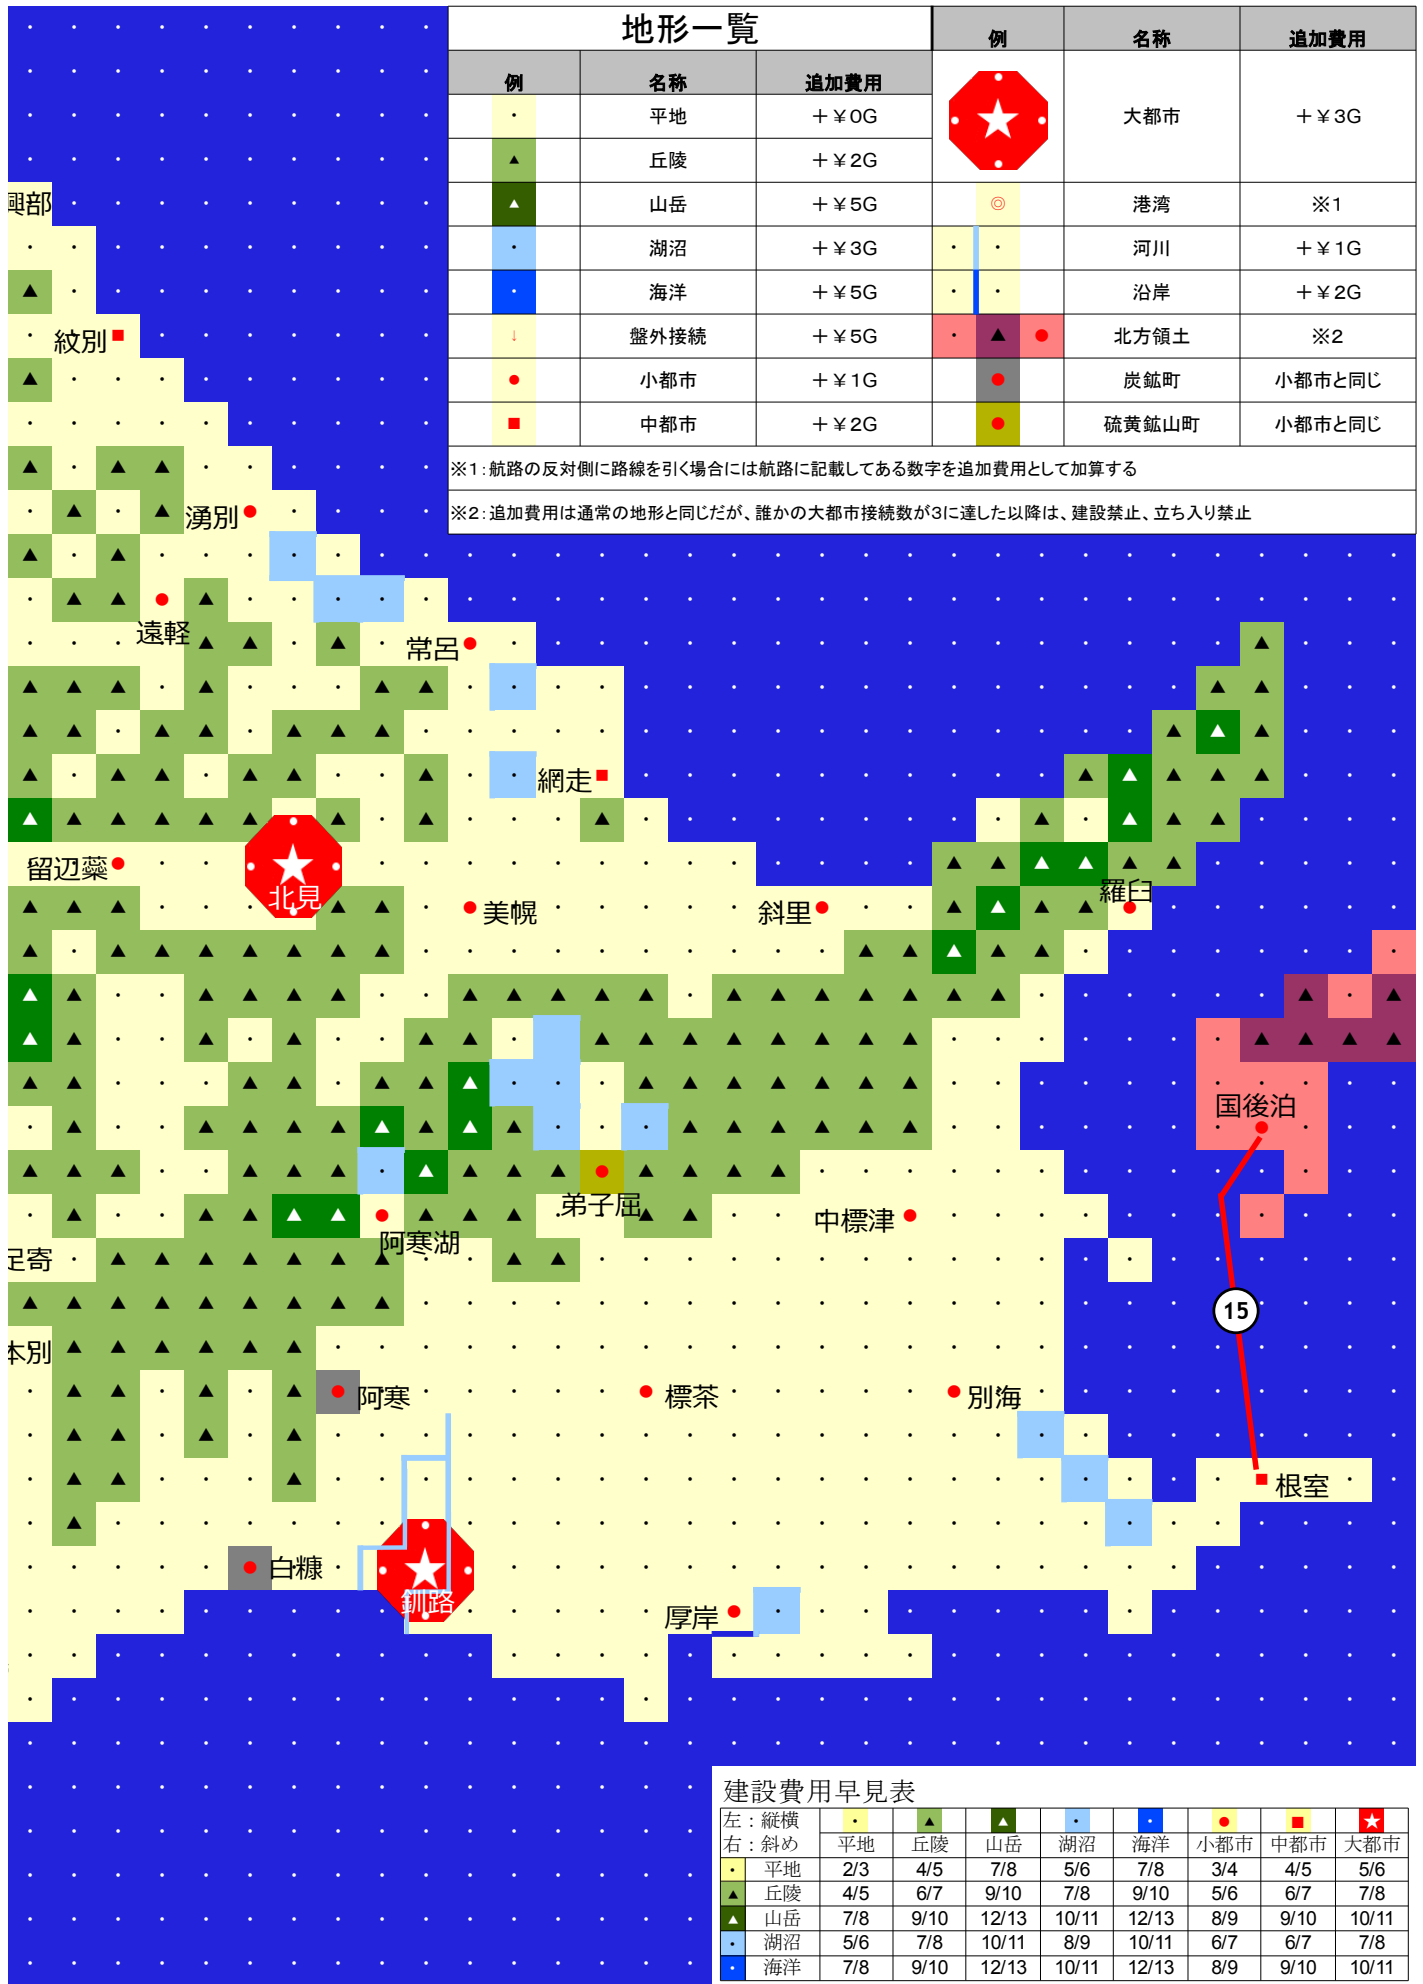 地形一覧
例 名称 追加費用
平地 +¥0G
丘陵 +¥2G
山岳 +¥5G
湖沼 +¥3G
海洋 +¥5G
↓ 盤外接続 +¥5G
小都市 +¥1G
中都市 +¥2G
例 名称 追加費用
大都市 +¥3G
◎ 港湾 ※1
河川 +¥1G
沿岸 +¥2G
北方領土 ※2
炭鉱町 小都市と同じ
硫黄鉱山町 小都市と同じ
※1:航路の反対側に路線を引く場合には航路に記載してある数字を追加費用として加算する
※2:追加費用は通常の地形と同じだが、誰かの大都市接続数が3に達した以降は、建設禁止、立ち入り禁止
興部
紋別
湧別
遠軽
常呂
網走
留辺蘂
北見
美幌
斜里
羅臼
国後泊
弟子屈
中標津
阿寒湖
足寄
15
本別
阿寒
標茶
別海
根室
白糠
釧路
厚岸
建設費用早見表
左:縦横
右:斜め 平地 丘陵 山岳 湖沼 海洋 小都市 中都市 大都市
平地 2/3 4/5 7/8 5/6 7/8 3/4 4/5 5/6
丘陵 4/5 6/7 9/10 7/8 9/10 5/6 6/7 7/8
山岳 7/8 9/10 12/13 10/11 12/13 8/9 9/10 10/11
湖沼 5/6 7/8 10/11 8/9 10/11 6/7 6/7 7/8
海洋 7/8 9/10 12/13 10/11 12/13 8/9 9/10 10/11